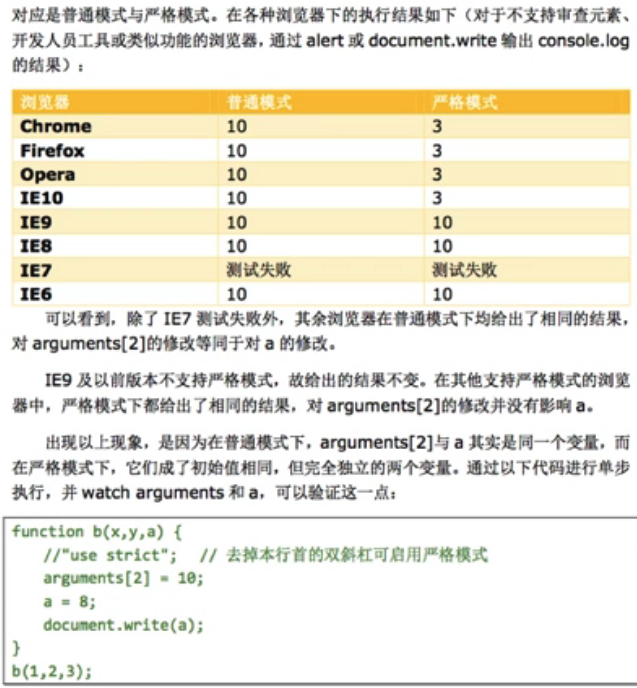 对应是普通模式与严格模式。在各种浏览器下的执行结果如下（对于不支持审查元素、
开发人员工具或类似功能的浏览器，通过 alert 或 document.write 输出 console.log
的结果）：
浏览器 普通模式 严格模式
Chrome 10 3
Firefox 10 3
Opera 10 3
IE10 10 3
IE9 10 10
IE8 10 10
IE7 测试失败 测试失败
IE6 10 10
可以看到，除了 IE7 测试失败外，其余浏览器在普通模式下均给出了相同的结果，
对 arguments[2]的修改等同于对 a 的修改。
IE9 及以前版本不支持严格模式，故给出的结果不变。在其他支持严格模式的浏览
器中，严格模式下都给出了相同的结果，对 arguments[2]的修改并没有影响 a。
出现以上现象，是因为在普通模式下，arguments[2]与 a 其实是同一个变量，而
在严格模式下，它们成了初始值相同，但完全独立的两个变量。通过以下代码进行单步
执行，并 watch arguments 和 a，可以验证这一点：
function b(x,y,a) {
//"use strict"; // 去掉本行首的双斜杠可启用严格模式
arguments[2] = 10;
a = 8;
document.write(a);
}
b(1,2,3);